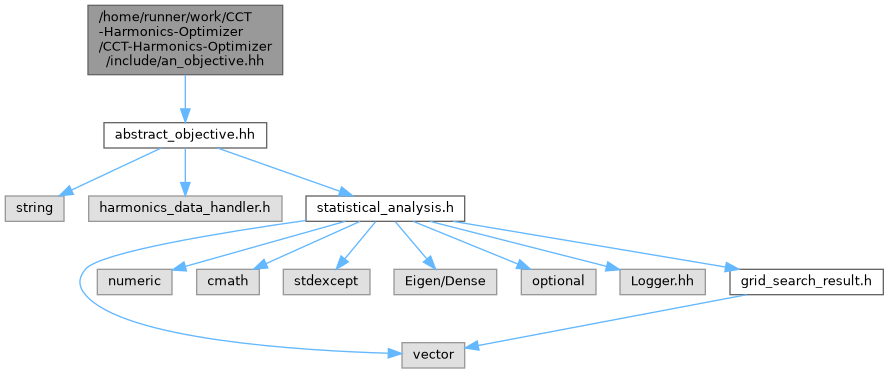 /home/runner/work/CCT
-Harmonics-Optimizer
/CCT-Harmonics-Optimizer
/include/an_objective.hh
abstract_objective.hh
string
harmonics_data_handler.h
statistical_analysis.h
numeric
cmath
stdexcept
Eigen/Dense
optional
Logger.hh
grid_search_result.h
vector